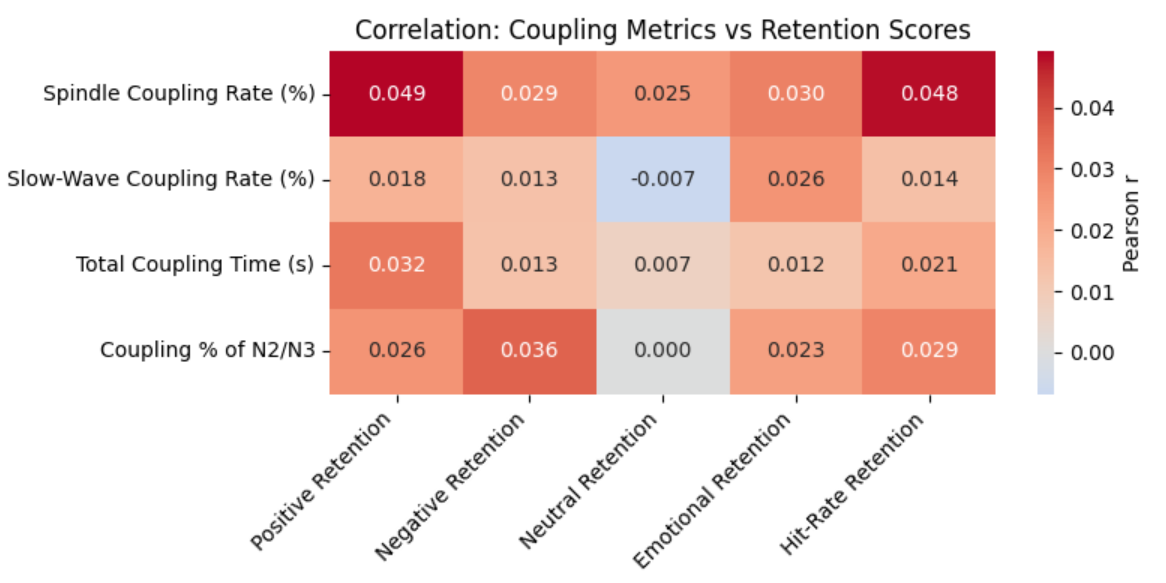 Correlation: Coupling Metrics vs Retention Scores
Spindle Coupling Rate (%) 0.049 0.029 0.025 0.030 0.048
Slow-Wave Coupling Rate (%) 0.018 0.013 -0.007 0.026 0.014
Total Coupling Time (s) 0.032 0.013 0.007 0.012 0.021
Coupling % of N2/N3 0.026 0.036 0.000 0.023 0.029
Positive Retention
Negative Retention
Neutral Retention
Emotional Retention
Hit-Rate Retention
0.04
0.03
0.02
0.01
0.00
Pearson r